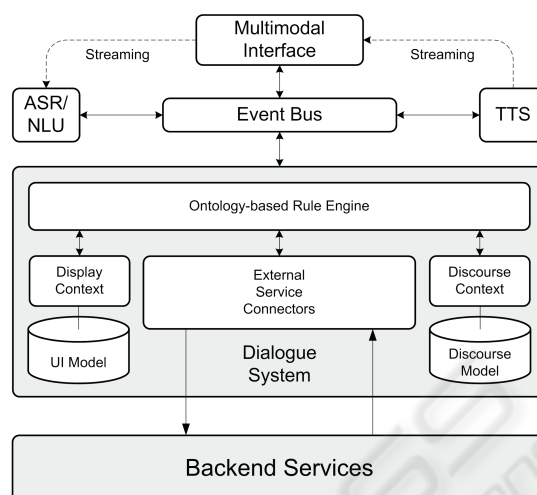 Multimodal
Interface
Streaming
Streaming
ASR/
NLU
Event Bus
TTS
Ontology-based Rule Engine
Display
Context
External
Service
Connectors
Discourse
Context
UI Model
Dialogue
System
Discourse
Model
Backend Services